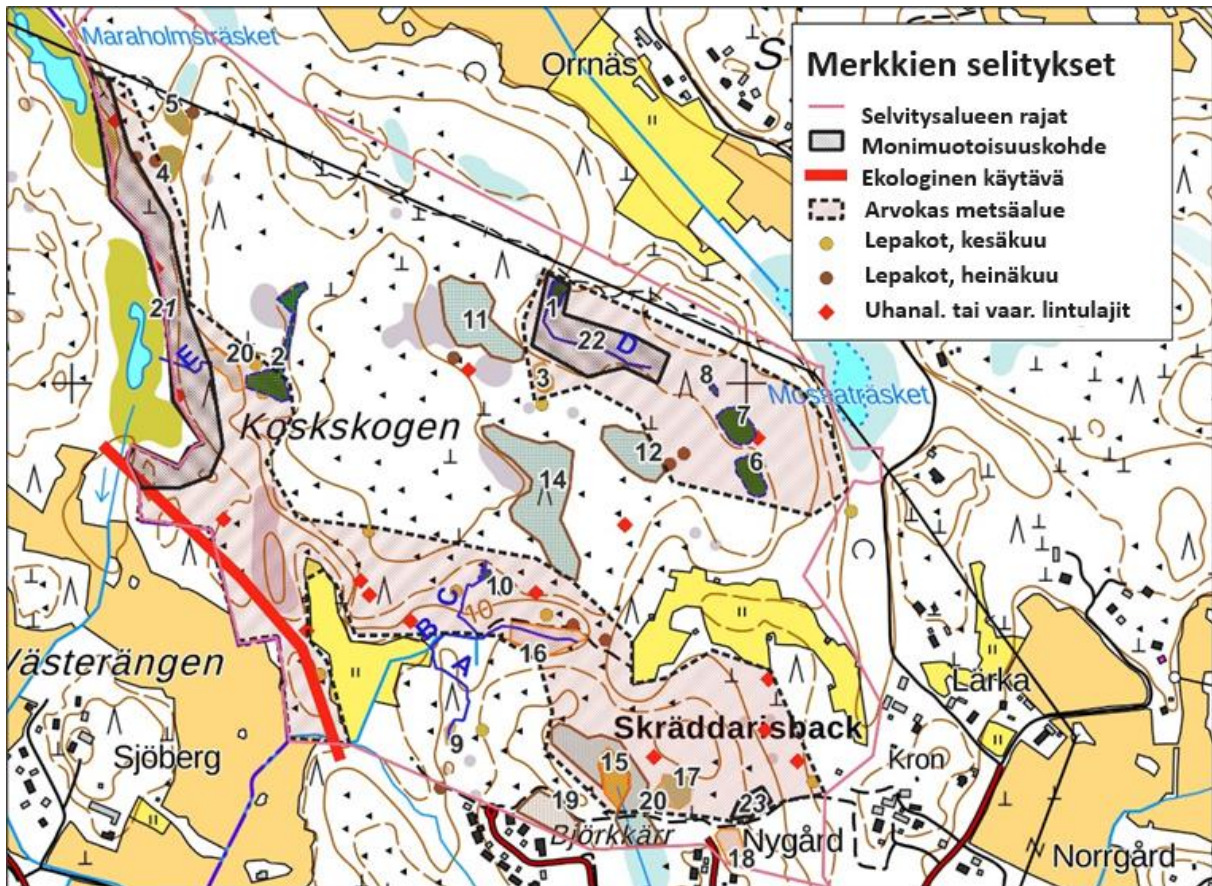 Maraholmsträsket
Orrnäs
S
Merkkien selitykset
Selvitysalueen rajat
Monimuotoisuuskohde
Ekologinen käytävä
Arvokas metsäalue
Lepakot, kesäkuu
Lepakot, heinäkuu
Uhanal. tai vaar. lintulajit
5
4
21
E
20
2
11
1
22
D
3
8
7
6
Koskskogen
12
14
10
C
10
B
A
16
9
Västerängen
Sjöberg
Skräddarisback
Lärka
Kron
15
17
19
20
23
Björkkärr
Nygård
18
Norrgård